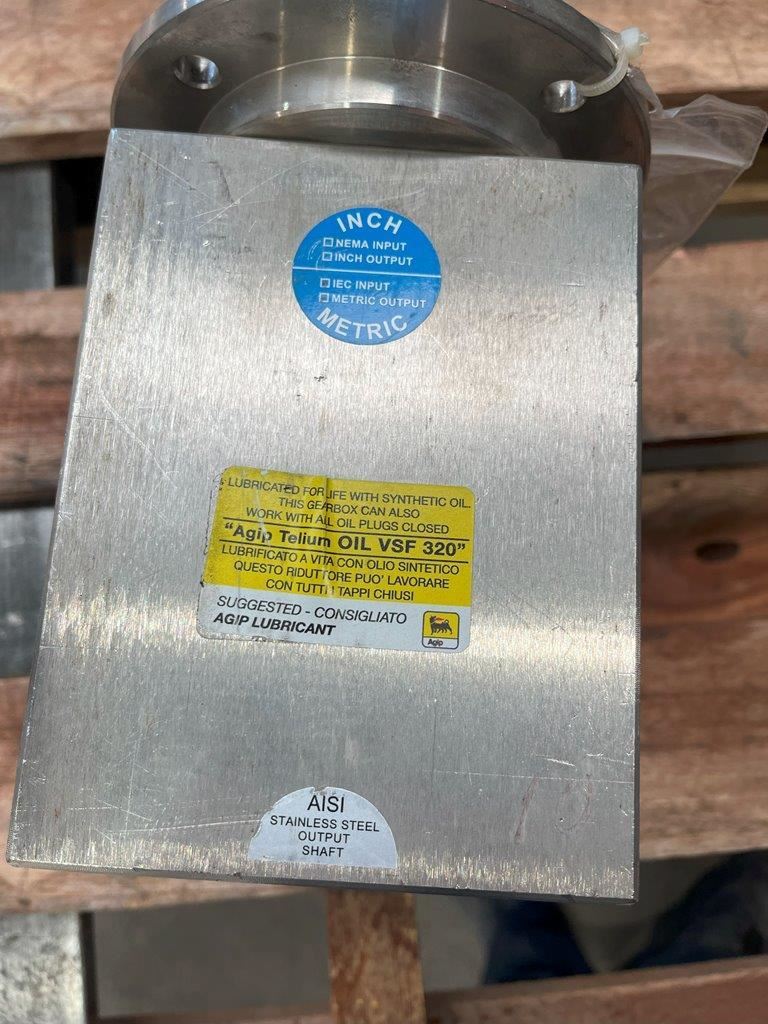 INCH
NEMA INPUT
INCH OUTPUT
IEC INPUT
METRIC OUTPUT
METRIC
LUBRICATED FOR LIFE WITH SYNTHETIC OIL.
THIS GEARBOX CAN ALSO
WORK WITH ALL OIL PLUGS CLOSED
"Agip Telium OIL VSF 320"
LUBRIFICATO A VITA CON OLIO SINTETICO
QUESTO RIDUTTORE PUO' LAVORARE
CON TUTTI TAPPI CHIUSI
SUGGESTED - CONSIGLIATO
AGIP LUBRICANT
Agip
AISI
STAINLESS STEEL
OUTPUT
SHAFT